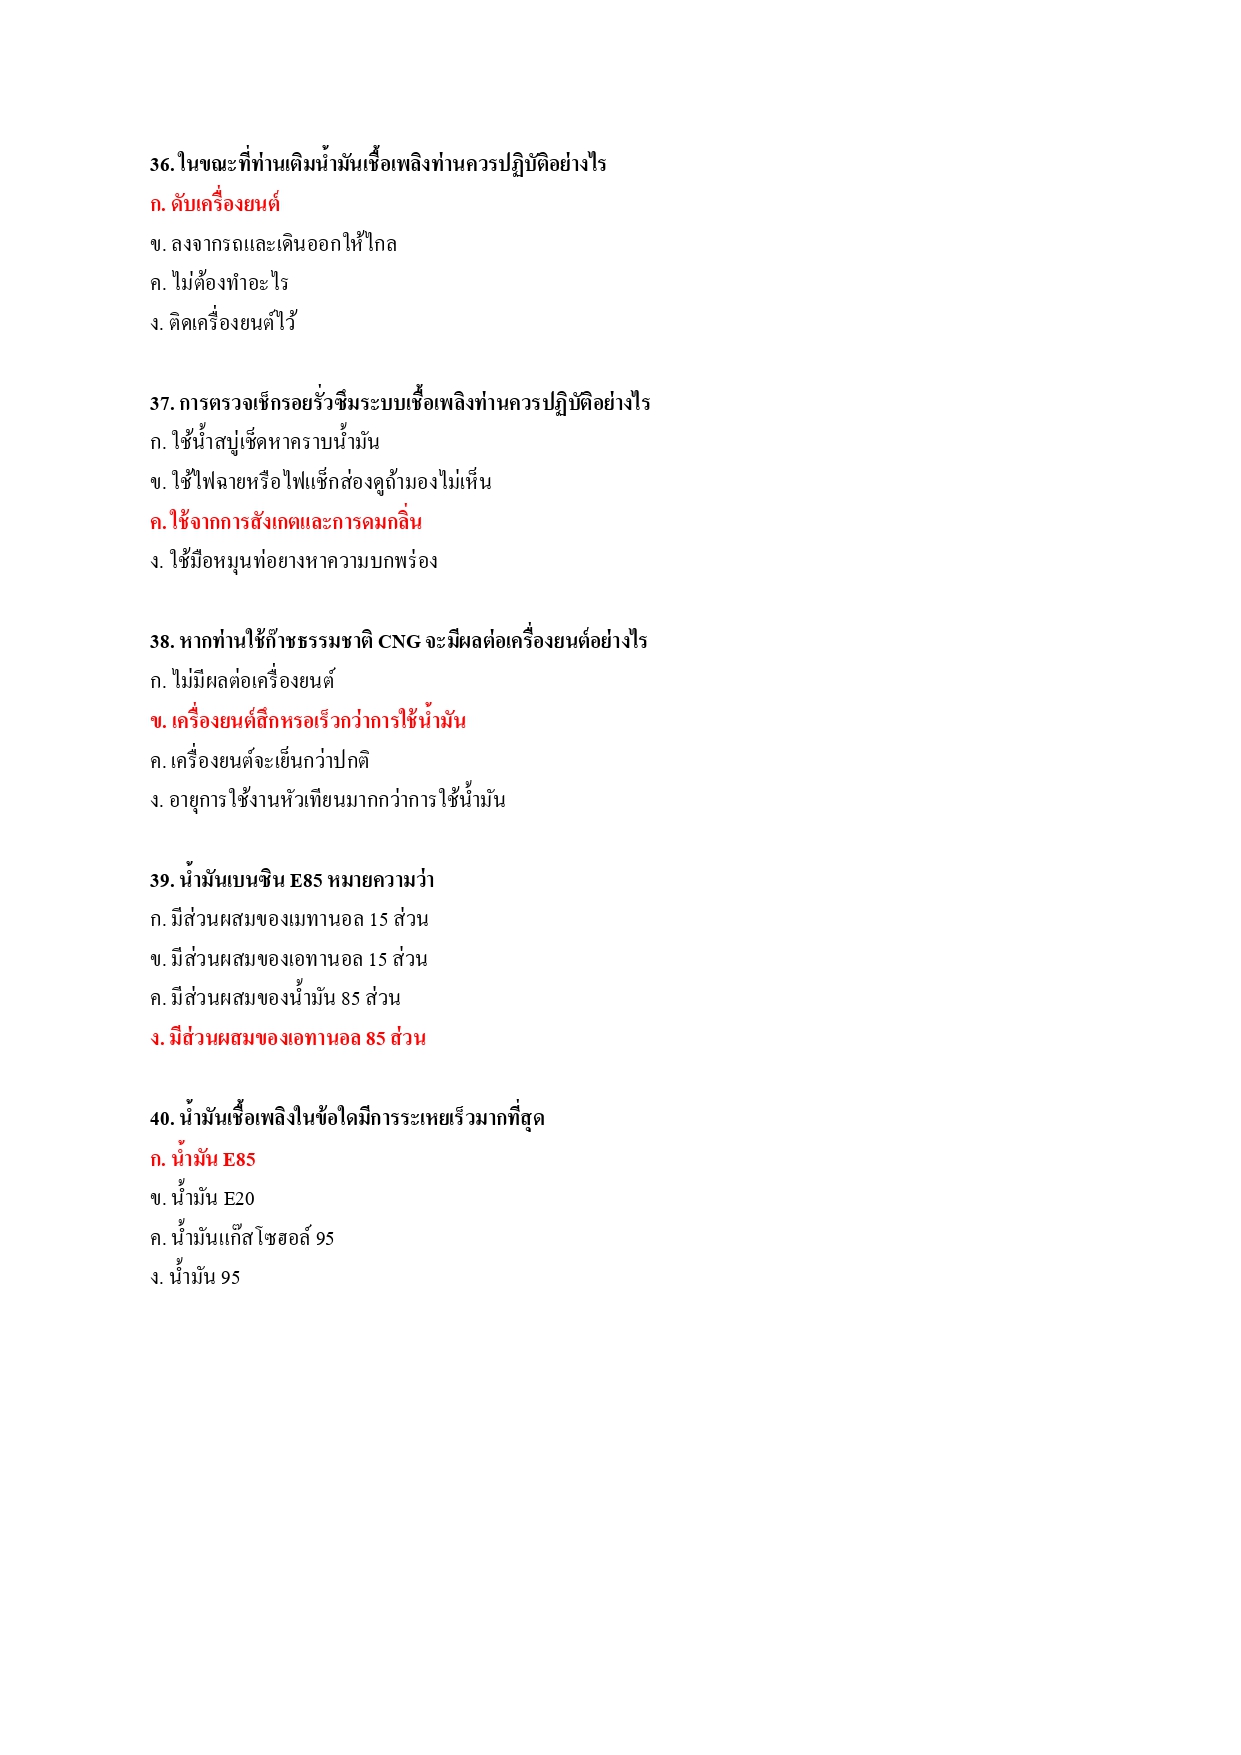 36. ในขณะที่ท่านเติมน้ำมันเชื้อเพลิงท่านควรปฏิบัติอย่างไร
ก. ดับเครื่องยนต์
ข. ลงจากรถและเดินออกให้ไกล
ค. ไม่ต้องทำอะไร
ง. ติดเครื่องยนต์ไว้
37. การตรวจเช็กรอยรั่วซึมระบบเชื้อเพลิงท่านควรปฏิบัติอย่างไร
ก. ใช้น้ำสบู่เช็ดหาคราบน้ำมัน
ข. ใช้ไฟฉายหรือไฟแช็กส่องดูถ้ามองไม่เห็น
ค. ใช้จากการสังเกตและการดมกลิ่น
ง. ใช้มือหมุนท่อยางหาความบกพร่อง
38. หากท่านใช้ก๊าซธรรมชาติ CNG จะมีผลต่อเครื่องยนต์อย่างไร
ก. ไม่มีผลต่อเครื่องยนต์
ข. เครื่องยนต์สึกหรอเร็วกว่าการใช้น้ำมัน
ค. เครื่องยนต์จะเย็นกว่าปกติ
ง. อายุการใช้งานหัวเทียนมากกว่าการใช้น้ำมัน
39. น้ำมันเบนซิน E85 หมายความว่า
ก. มีส่วนผสมของเมทานอล 15 ส่วน
ข. มีส่วนผสมของเอทานอล 15 ส่วน
ค. มีส่วนผสมของน้ำมัน 85 ส่วน
ง. มีส่วนผสมของเอทานอล 85 ส่วน
40. น้ำมันเชื้อเพลิงในข้อใดมีการระเหยเร็วมากที่สุด
ก. น้ำมัน E85
ข. น้ำมัน E20
ค. น้ำมันแก๊สโซฮอล์ 95
ง. น้ำมัน 95